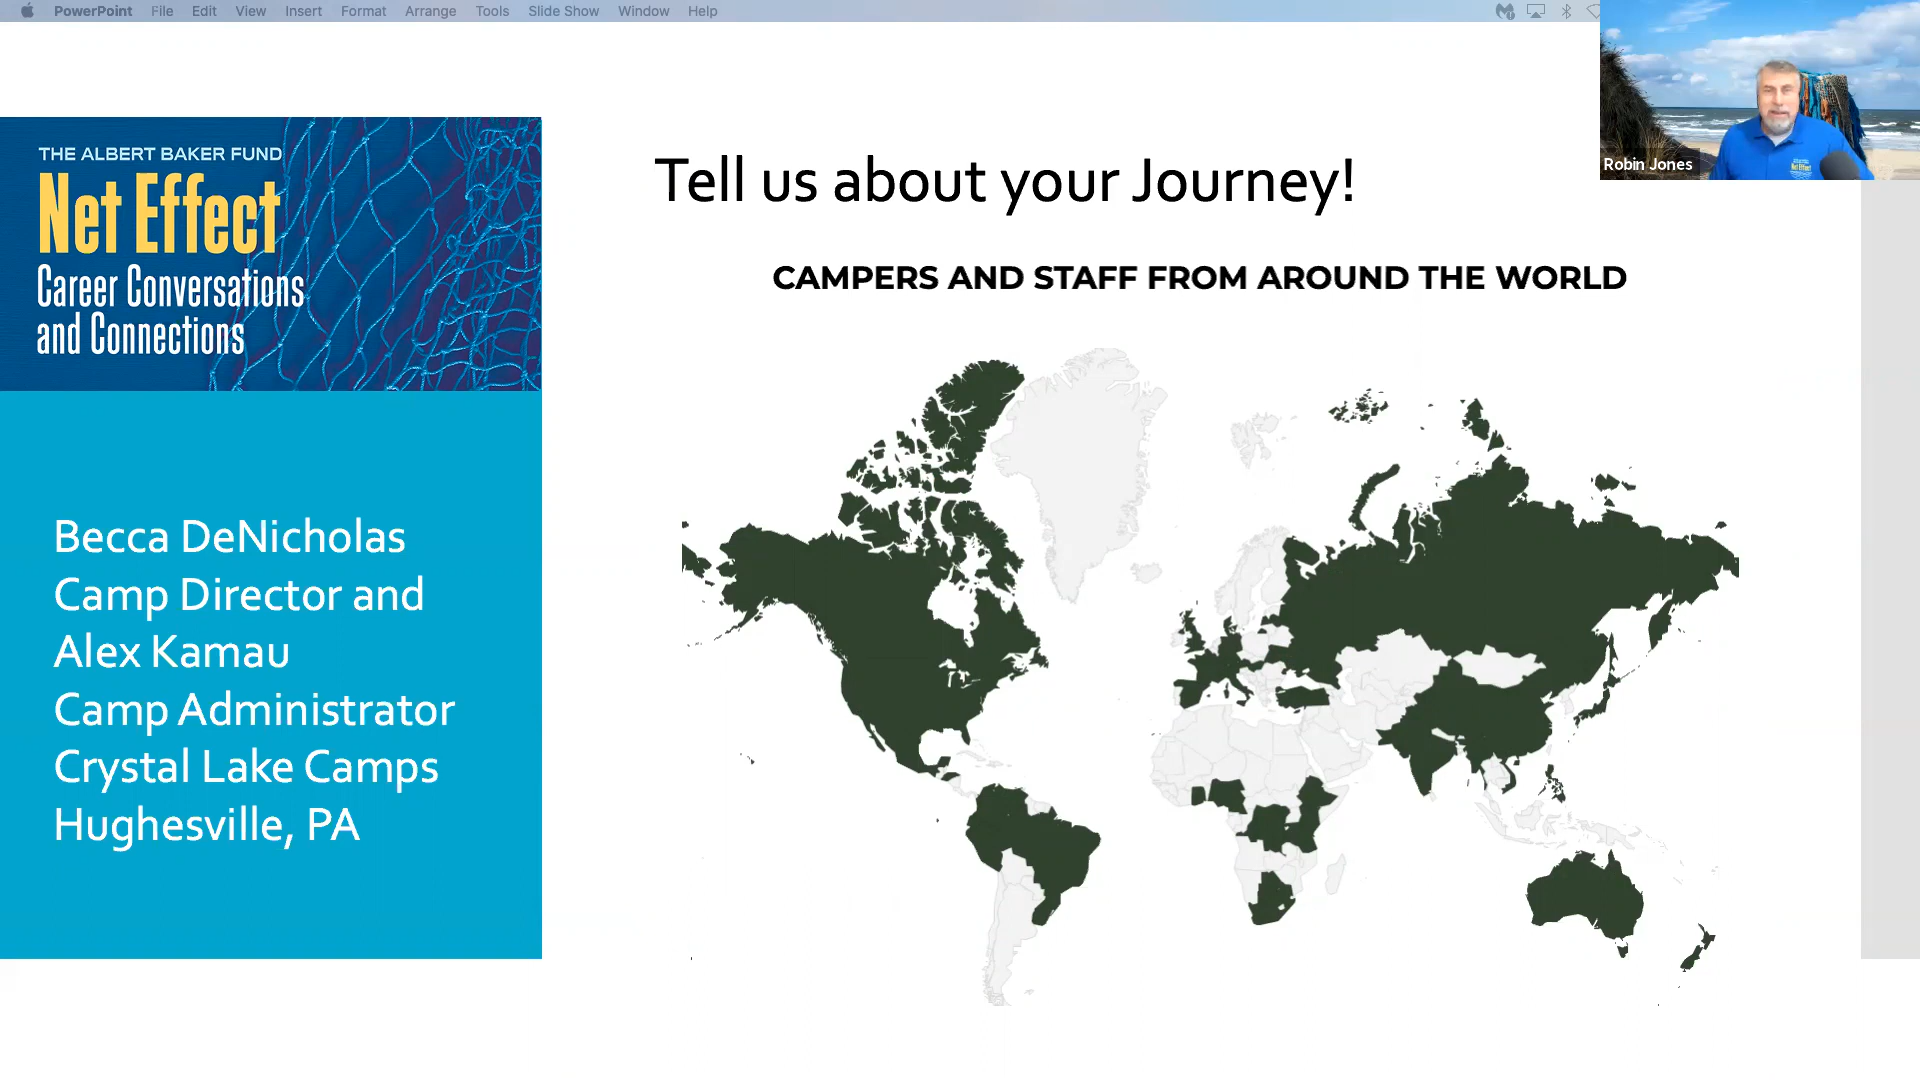 PowerPoint File Edit View Insert Format Arrange Tools Slide Show Window Help
Robin Jones
THE ALBERT BAKER FUND
Net Effect
Career Conversations
and Connections
Tell us about your Journey!
CAMPERS AND STAFF FROM AROUND THE WORLD
Becca DeNicholas
Camp Director and
Alex Kamau
Camp Administrator
Crystal Lake Camps
Hughesville, PA
Net Effect